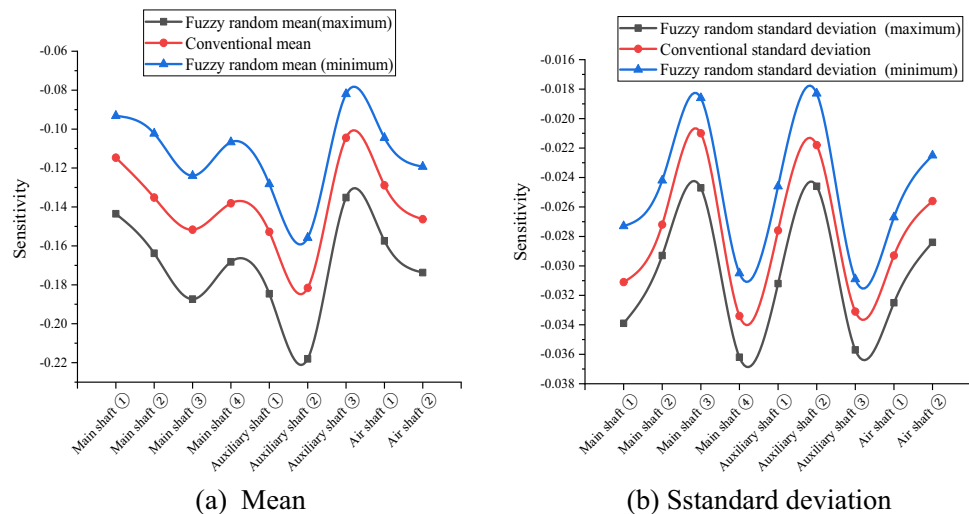 Fuzzy random mean(maximum)
Conventional mean
Fuzzy random mean (minimum)
-0.06
-0.08
-0.10
-0.12
-0.14
-0.16
-0.18
-0.20
-0.22
Sensitivity
Main shaft ①
Main shaft ②
Main shaft ③
Main shaft ④
Auxiliary shaft ①
Auxiliary shaft ②
Auxiliary shaft ③
Air shaft ①
Air shaft ②
(a) Mean
Fuzzy random standard deviation (maximum)
Conventional standard deviation
Fuzzy random standard deviation (minimum)
-0.016
-0.018
-0.020
-0.022
-0.024
-0.026
-0.028
-0.030
-0.032
-0.034
-0.036
-0.038
Sensitivity
Main shaft ①
Main shaft ②
Main shaft ③
Main shaft ④
Auxiliary shaft ①
Auxiliary shaft ②
Auxiliary shaft ③
Air shaft ①
Air shaft ②
(b) Sstandard deviation